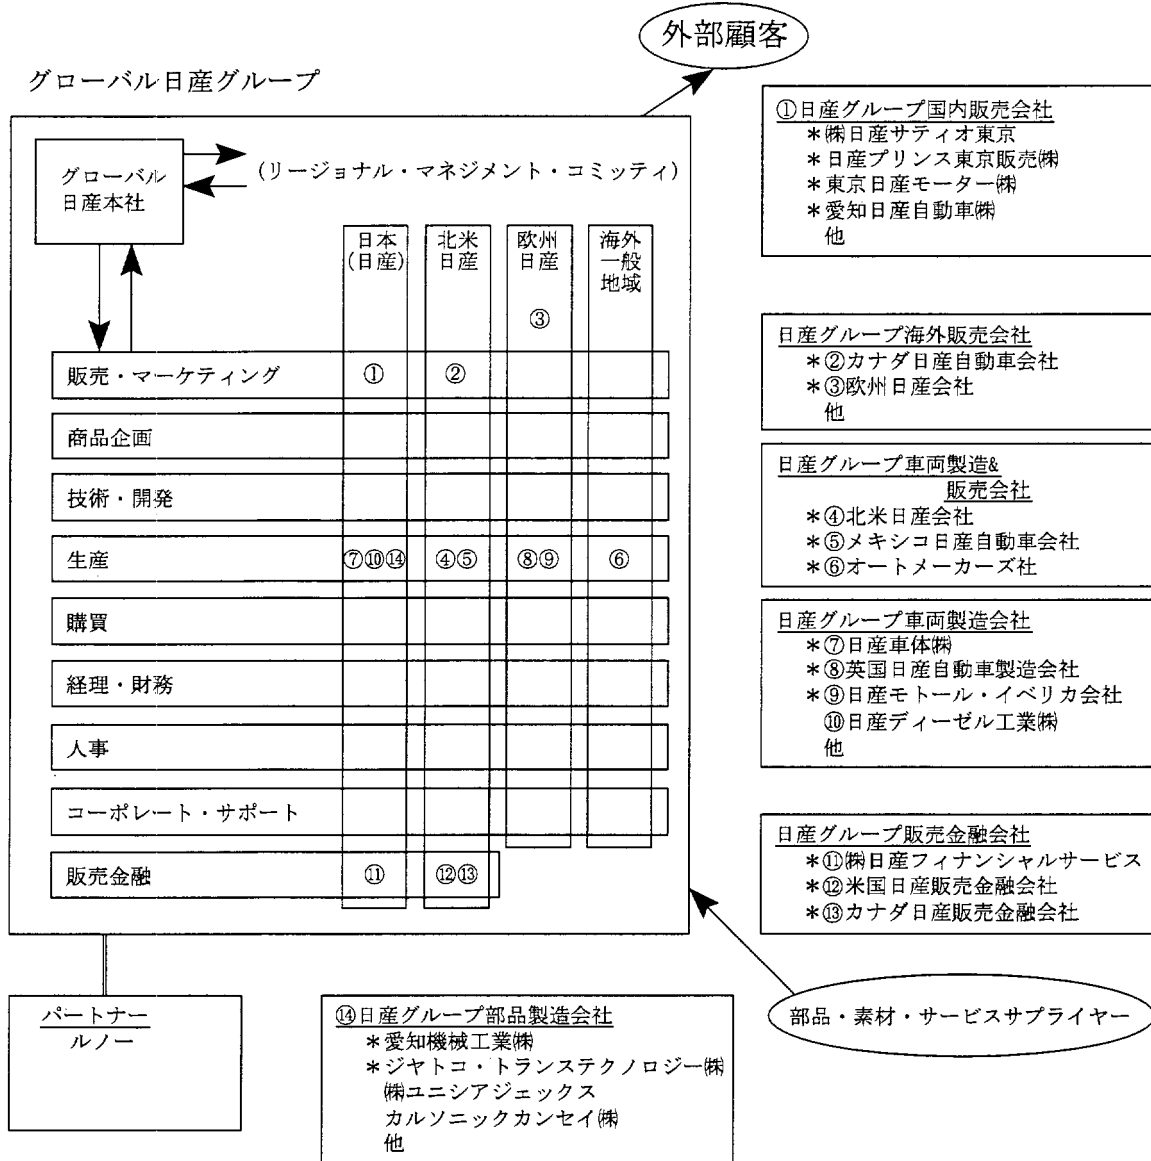 外部顧客
グローバル日産グループ
グローバル
日産本社
(リージョナル・マネジメント・コミッティ)
日本
(日産)
北米
日産
欧州
日産
海外
一般
地域
③
販売・マーケティング ① ②
商品企画
技術・開発
生産 ⑦⑩⑭ ④⑤ ⑧⑨ ⑥
購買
経理・財務
人事
コーポレート・サポート
販売金融 ⑪ ⑫⑬
①日産グループ国内販売会社
*㈱日産サティオ東京
*日産プリンス東京販売㈱
*東京日産モーター㈱
*愛知日産自動車㈱
他
日産グループ海外販売会社
*②カナダ日産自動車会社
*③欧州日産会社
他
日産グループ車両製造&
販売会社
*④北米日産会社
*⑤メキシコ日産自動車会社
*⑥オートメーカーズ社
日産グループ車両製造会社
*⑦日産車体㈱
*⑧英国日産自動車製造会社
*⑨日産モトール・イベリカ会社
⑩日産ディーゼル工業㈱
他
日産グループ販売金融会社
*⑪㈱日産フィナンシャルサービス
*⑫米国日産販売金融会社
*⑬カナダ日産販売金融会社
部品・素材・サービスサプライヤー
パートナー
ルノー
⑭日産グループ部品製造会社
*愛知機械工業㈱
*ジヤトコ・トランステクノロジー㈱
㈱ユニシアジェックス
カルソニックカンセイ㈱
他